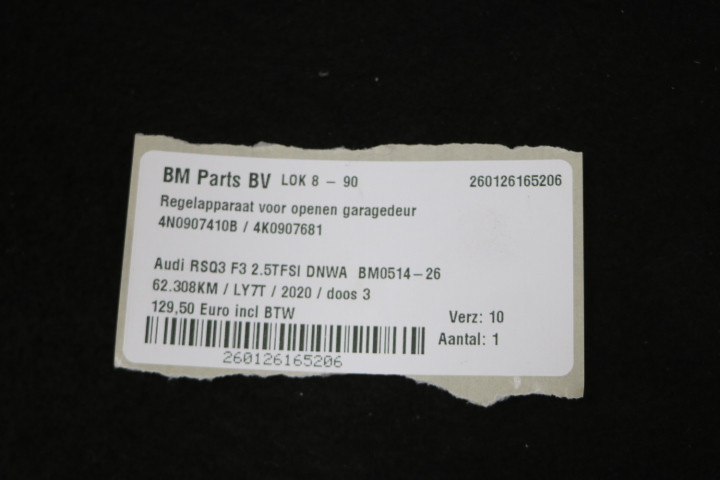 BM Parts BV LOK 8 - 90 260126165206
Regelapparaat voor openen garagedeur
4N0907410B / 4K0907681
Audi RSQ3 F3 2.5TFSI DNWA BM0514-26
62.308KM / LY7T / 2020 / doos 3
129,50 Euro incl BTW Verz: 10
Aantal: 1
260126165206